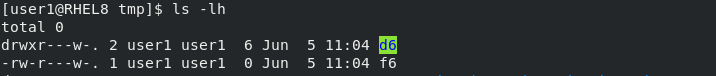 [user1@RHEL8 tmp]$ ls -lh
total 0
drwxr---w-. 2 user1 user1  6 Jun  5 11:04 d6
-rw-r---w-. 1 user1 user1  0 Jun  5 11:04 f6